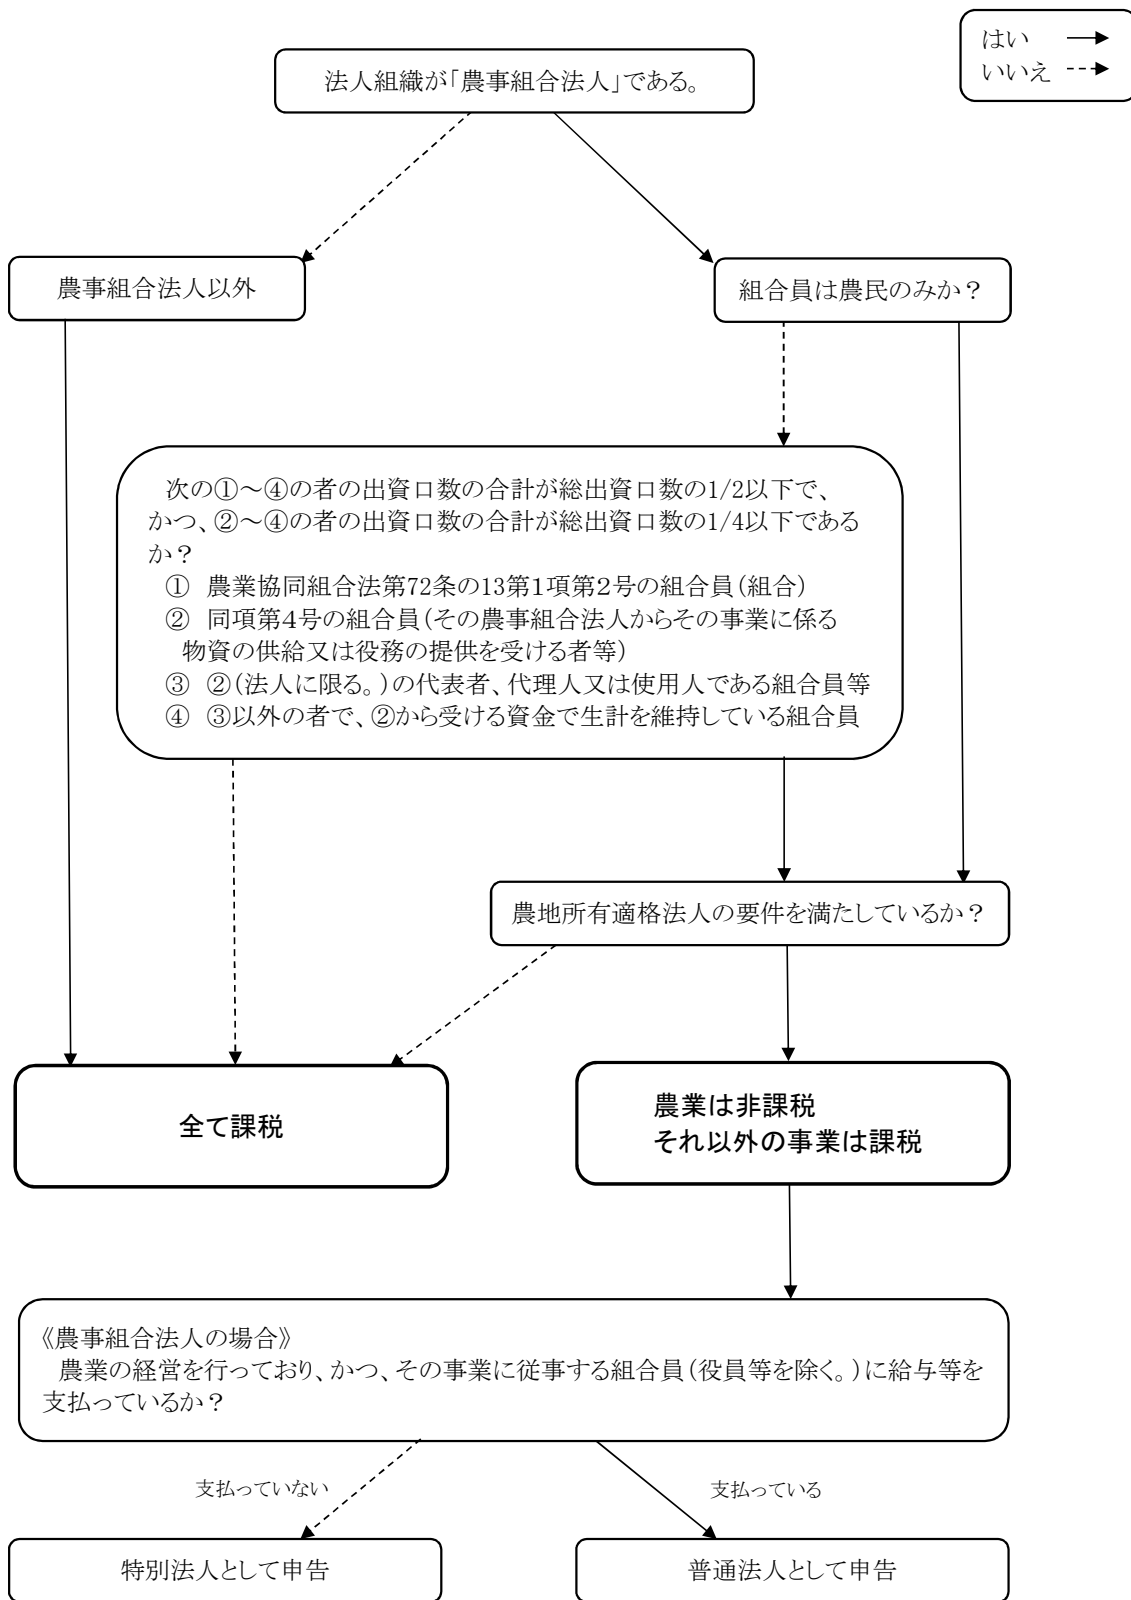 はい
いいえ
法人組織が「農事組合法人」である。
農事組合法人以外
組合員は農民のみか？
次の①～④の者の出資口数の合計が総出資口数の1/2以下で、
かつ、②～④の者の出資口数の合計が総出資口数の1/4以下である
か？
① 農業協同組合法第72条の13第1項第2号の組合員（組合）
② 同項第4号の組合員（その農事組合法人からその事業に係る
物資の供給又は役務の提供を受ける者等）
③ ②（法人に限る。）の代表者、代理人又は使用人である組合員等
④ ③以外の者で、②から受ける資金で生計を維持している組合員
農地所有適格法人の要件を満たしているか？
全て課税
農業は非課税
それ以外の事業は課税
《農事組合法人の場合》
農業の経営を行っており、かつ、その事業に従事する組合員（役員等を除く。）に給与等を
支払っているか？
支払っていない
支払っている
特別法人として申告
普通法人として申告